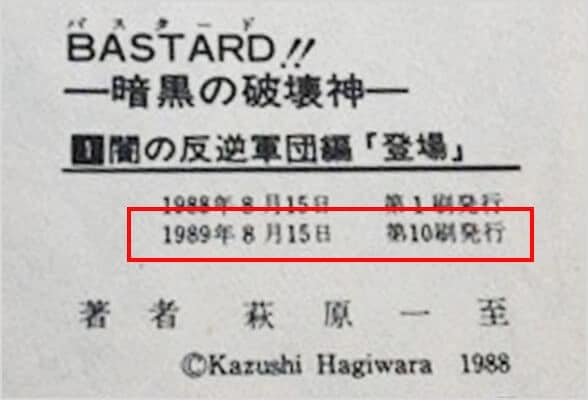 バスタード
BASTARD!!
―暗黒の破壊神―
1 闇の反逆軍団編「登場」
1988年8月15日 第1刷発行
1989年8月15日 第10刷発行
著者 萩原一至
©Kazushi Hagiwara 1988